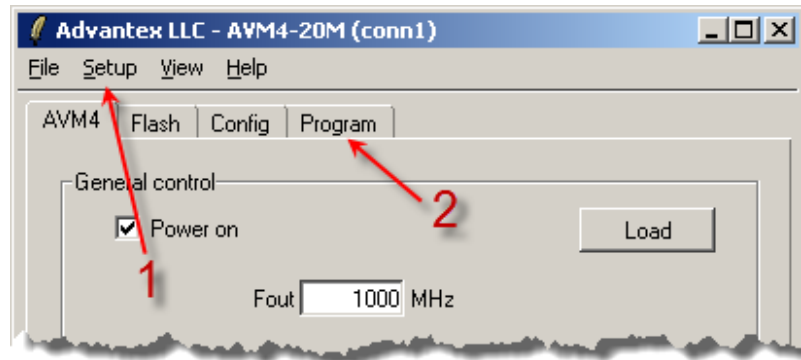 Advantex LLC - AVM4-20M (conn1)
File Setup View Help
AVM4 Flash Config Program
General control
Power on
2
Load
1
Fout 1000 MHz